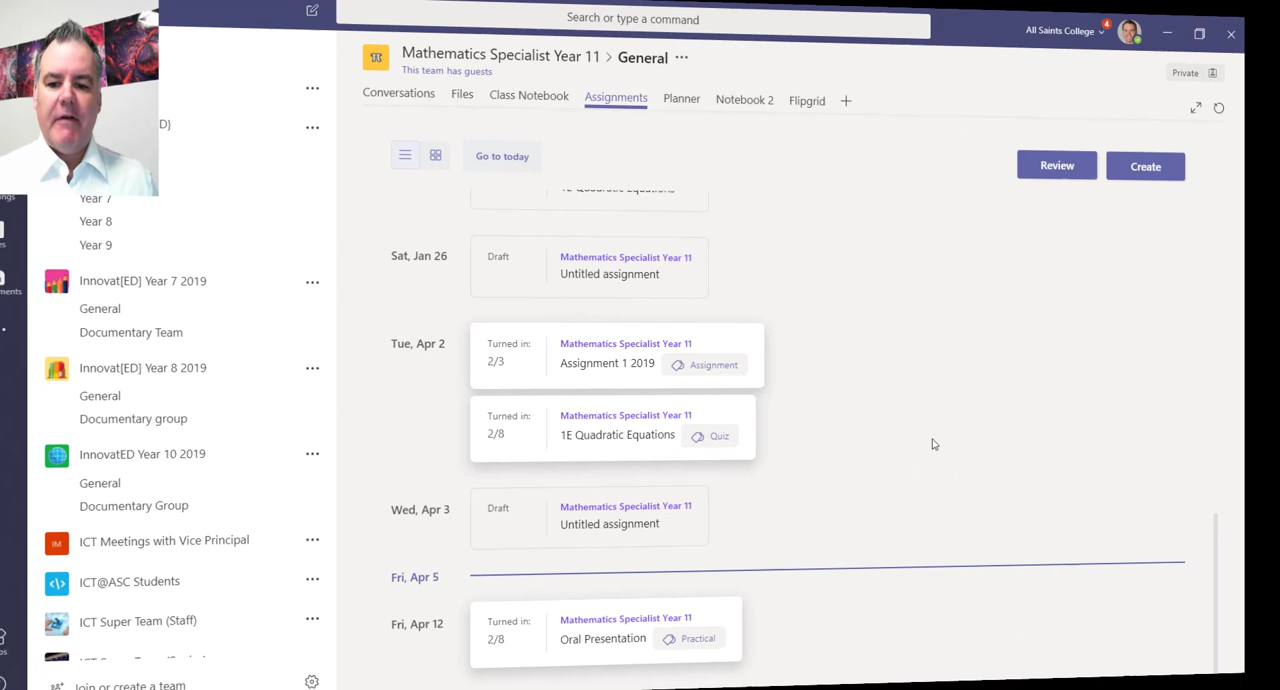 Search or type a command
All Saints College
4
Mathematics Specialist Year 11 > General ...
This team has guests
Private
Conversations
Files
Class Notebook
Assignments
Planner
Notebook 2
Flipgrid
Go to today
Review
Create
D}
Year 7
Year 8
Year 9
Innovat[ED] Year 7 2019
General
Documentary Team
Innovat[ED] Year 8 2019
General
Documentary group
InnovatED Year 10 2019
General
Documentary Group
IM
ICT Meetings with Vice Principal
ICT@ASC Students
ICT Super Team (Staff)
Join or create a team
1E Quadratic Equations
Sat, Jan 26
Draft
Mathematics Specialist Year 11
Untitled assignment
Tue, Apr 2
Turned in:
2/3
Mathematics Specialist Year 11
Assignment 1 2019
Assignment
Turned in:
2/8
Mathematics Specialist Year 11
1E Quadratic Equations
Quiz
Wed, Apr 3
Draft
Mathematics Specialist Year 11
Untitled assignment
Fri, Apr 5
Fri, Apr 12
Turned in:
2/8
Mathematics Specialist Year 11
Oral Presentation
Practical